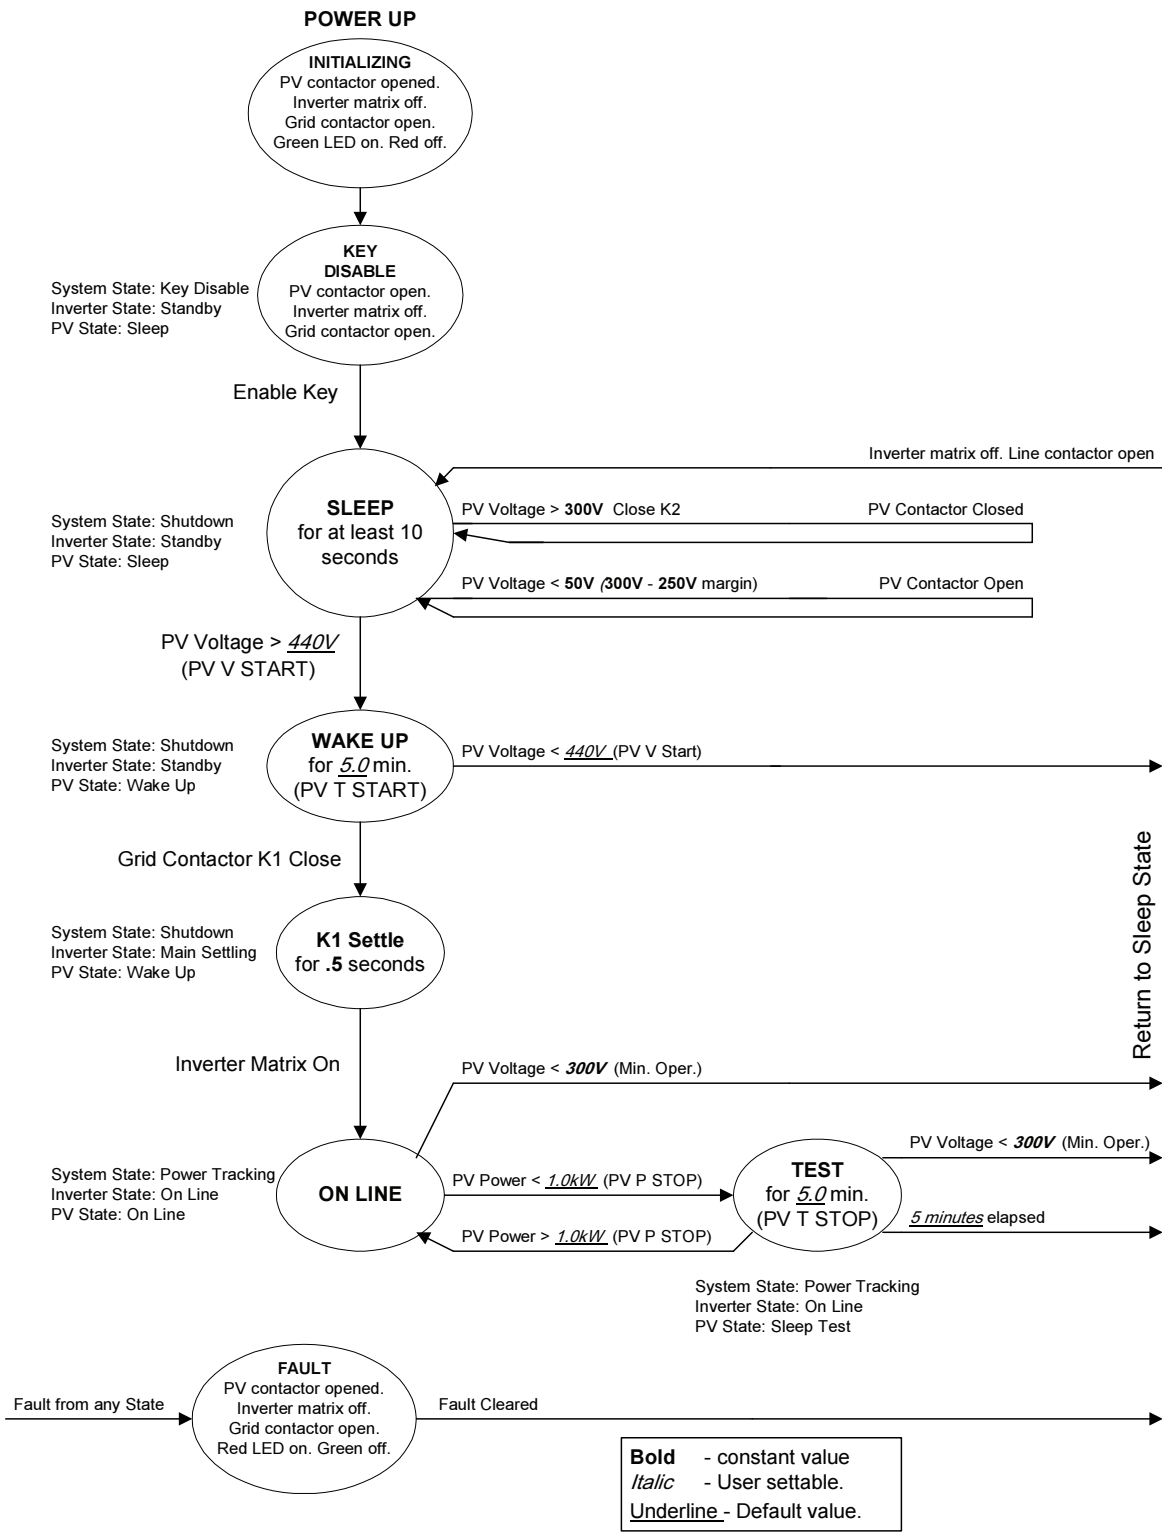 POWER UP
INITIALIZING
PV contactor opened.
Inverter matrix off.
Grid contactor open.
Green LED on. Red off.
KEY
DISABLE
PV contactor open.
Inverter matrix off.
Grid contactor open.
System State: Key Disable
Inverter State: Standby
PV State: Sleep
Enable Key
Inverter matrix off. Line contactor open
SLEEP
for at least 10
seconds
System State: Shutdown
Inverter State: Standby
PV State: Sleep
PV Voltage > 300V Close K2
PV Contactor Closed
PV Voltage < 50V (300V - 250V margin)
PV Contactor Open
PV Voltage > 440V
(PV V START)
WAKE UP
for 5.0 min.
(PV T START)
System State: Shutdown
Inverter State: Standby
PV State: Wake Up
PV Voltage < 440V (PV V Start)
Grid Contactor K1 Close
K1 Settle
for .5 seconds
System State: Shutdown
Inverter State: Main Settling
PV State: Wake Up
Return to Sleep State
Inverter Matrix On
PV Voltage < 300V (Min. Oper.)
ON LINE
System State: Power Tracking
Inverter State: On Line
PV State: On Line
PV Power < 1.0kW (PV P STOP)
PV Power > 1.0kW (PV P STOP)
TEST
for 5.0 min.
(PV T STOP)
PV Voltage < 300V (Min. Oper.)
5 minutes elapsed
System State: Power Tracking
Inverter State: On Line
PV State: Sleep Test
Fault from any State
FAULT
PV contactor opened.
Inverter matrix off.
Grid contactor open.
Red LED on. Green off.
Fault Cleared
Bold - constant value
Italic - User settable.
Underline - Default value.